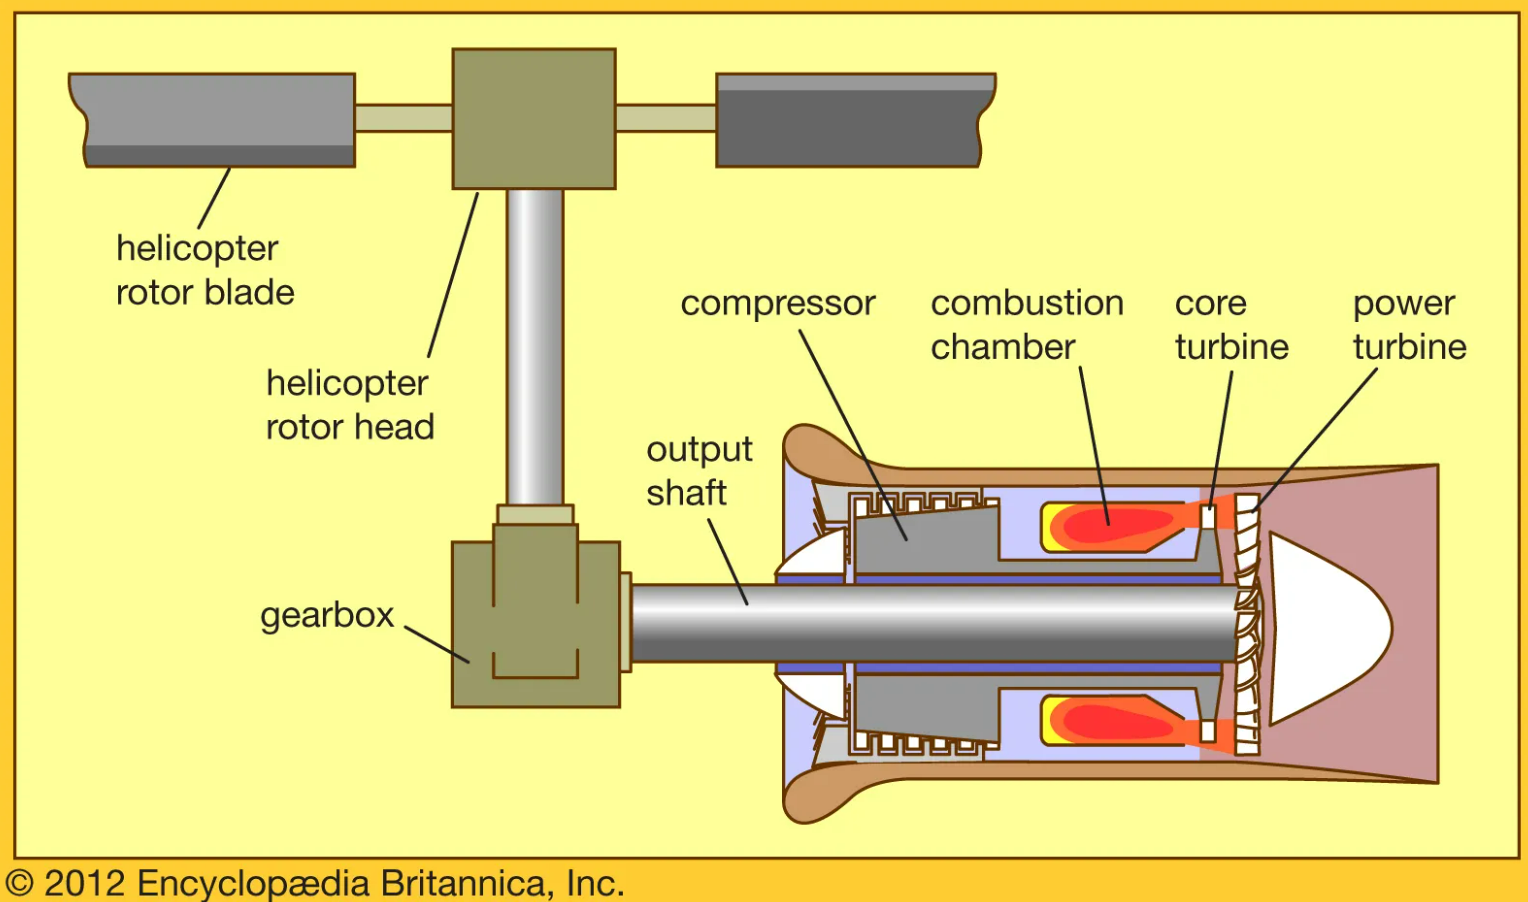 helicopter
rotor blade
helicopter
rotor head
compressor
combustion
chamber
core
turbine
power
turbine
output
shaft
gearbox
© 2012 Encyclopædia Britannica, Inc.